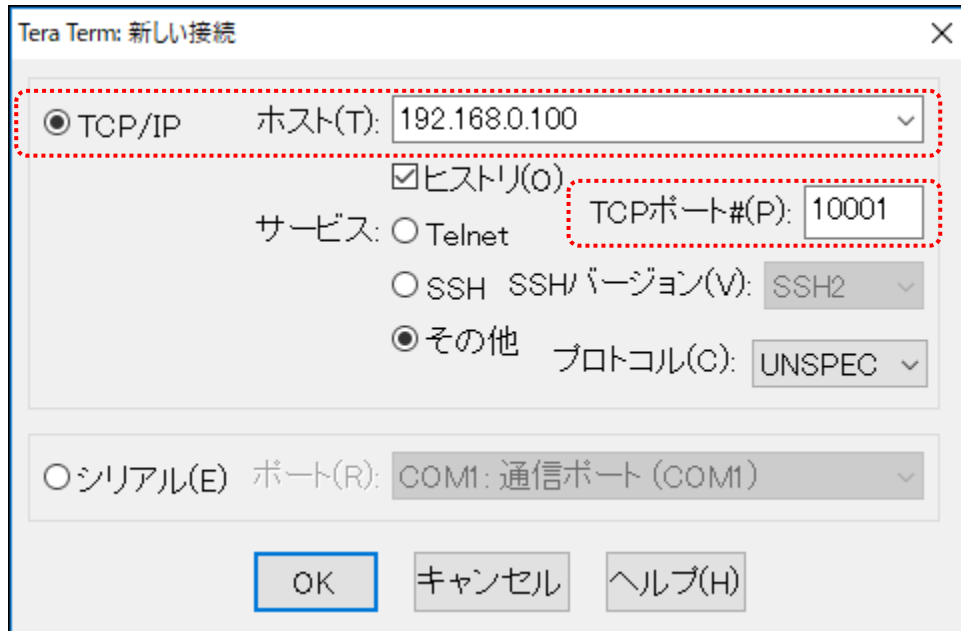 Tera Term: 新しい接続
TCP/IP ホスト(T): 192.168.0.100
ヒストリ(O)
TCPポート#(P): 10001
サービス: Telnet
SSH SSHバージョン(V): SSH2
その他 プロトコル(C): UNSPEC
シリアル(E) ポート(R): COM1: 通信ポート (COM1)
OK キャンセル ヘルプ(H)